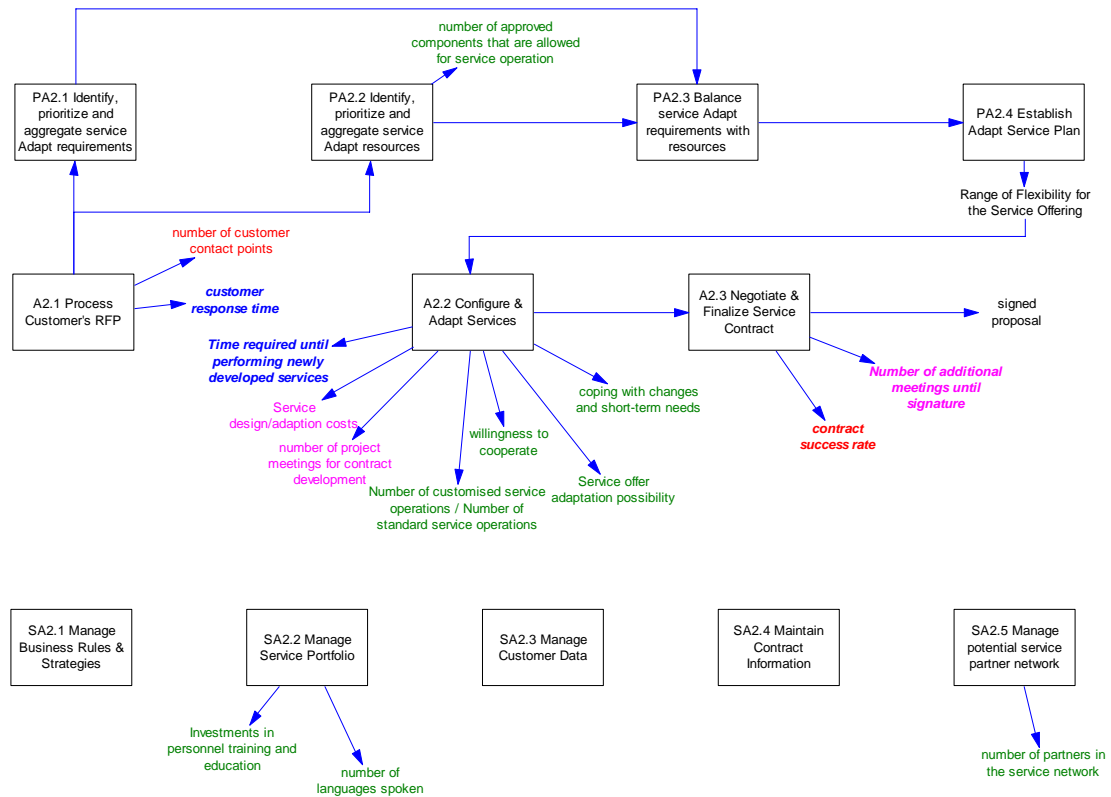 number of approved
components that are allowed
for service operation
PA2.1 Identify,
prioritize and
aggregate service
Adapt requirements
PA2.2 Identify,
prioritize and
aggregate service
Adapt resources
PA2.3 Balance
service Adapt
requirements with
resources
PA2.4 Establish
Adapt Service Plan
Range of Flexibility for
the Service Offering
number of customer
contact points
A2.1 Process
Customer's RFP
customer
response time
A2.2 Configure &
Adapt Services
A2.3 Negotiate &
Finalize Service
Contract
signed
proposal
Time required until
performing newly
developed services
Service
design/adaption costs
number of project
meetings for contract
development
Number of customised service
operations / Number of
standard service operations
willingness to
cooperate
Service offer
adaptation possibility
coping with changes
and short-term needs
Number of additional
meetings until
signature
contract
success rate
SA2.1 Manage
Business Rules &
Strategies
SA2.2 Manage
Service Portfolio
SA2.3 Manage
Customer Data
SA2.4 Maintain
Contract
Information
SA2.5 Manage
potential service
partner network
Investments in
personnel training and
education
number of
languages spoken
number of partners in
the service network